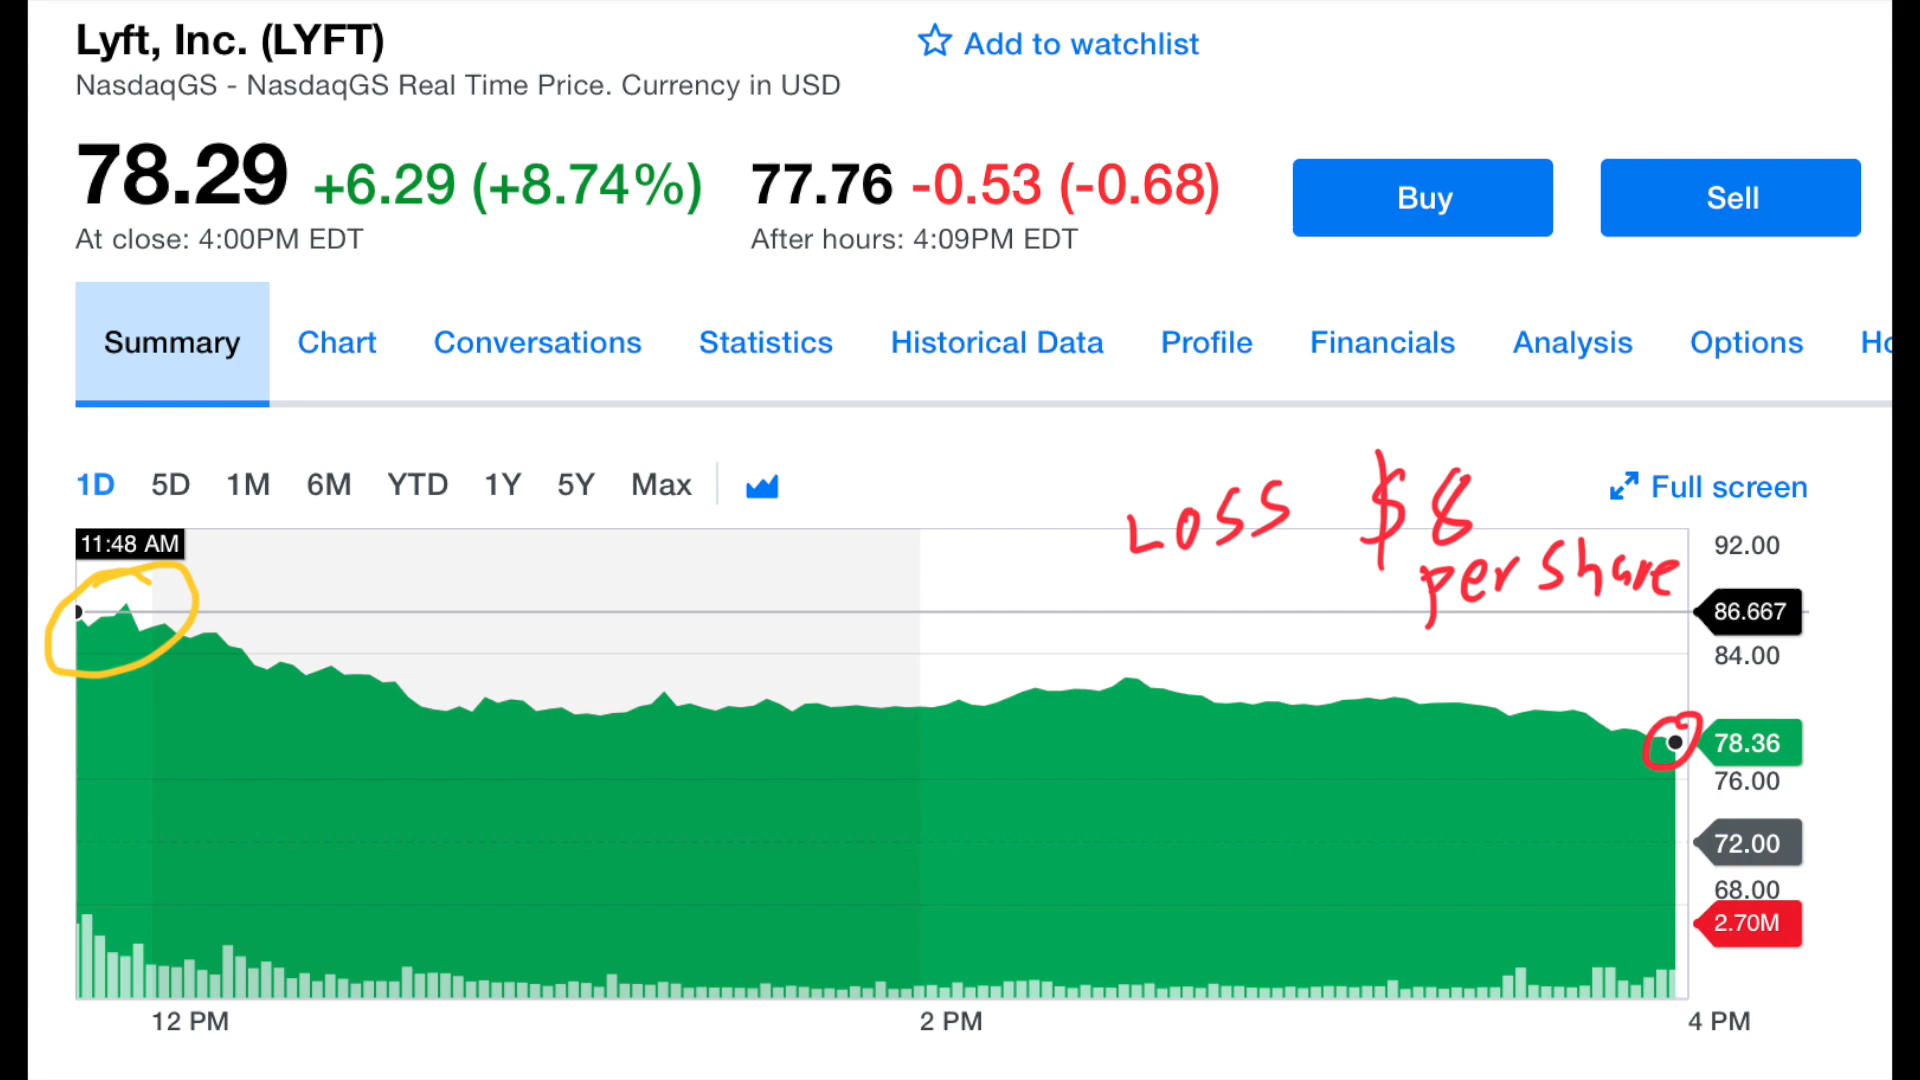 Lyft, Inc. (LYFT)
Add to watchlist
NasdaqGS - NasdaqGS Real Time Price. Currency in USD
78.29 +6.29 (+8.74%) 77.76 -0.53 (-0.68)
Buy
Sell
At close: 4:00PM EDT
After hours: 4:09PM EDT
Summary Chart Conversations Statistics Historical Data Profile Financials Analysis Options Ho
1D 5D 1M 6M YTD 1Y 5Y Max
Full screen
LOSS $8
per share
11:48 AM
92.00
86.667
84.00
78.36
76.00
72.00
68.00
2.70M
12 PM 2 PM 4 PM